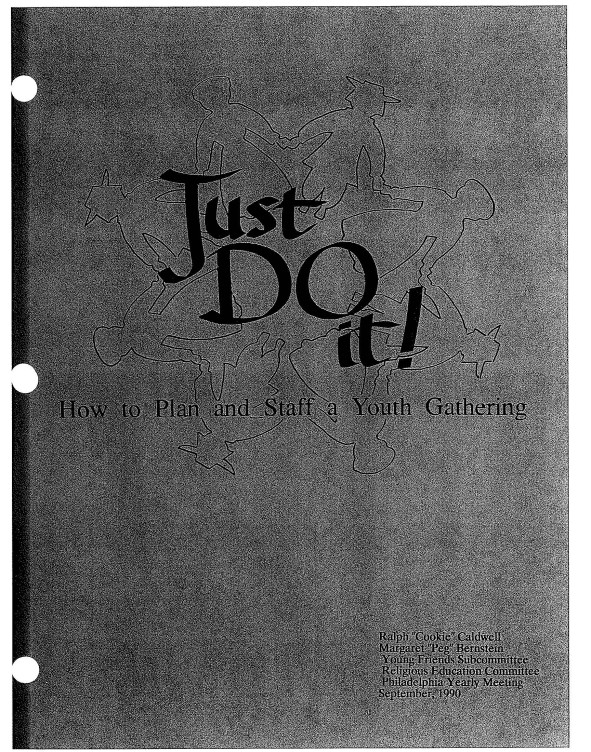 Just
DO
it!
How to Plan and Staff a Youth Gathering
Ralph "Cookie" Caldwell
Margaret "Peg" Bernstein
Young Friends Subcommittee
Religious Education Committee
Philadelphia Yearly Meeting
September, 1990